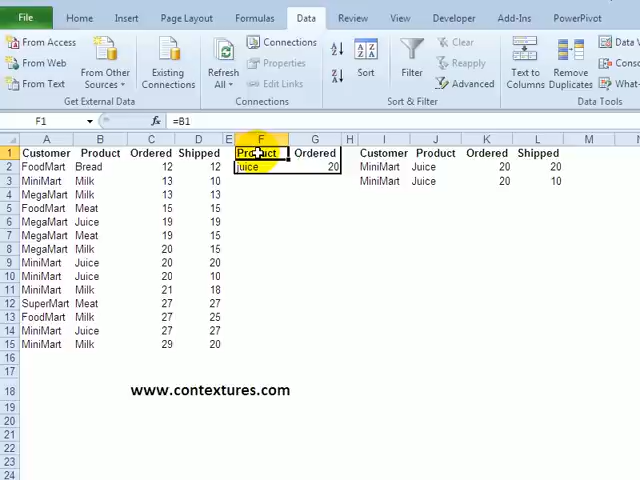 File Home Insert Page Layout Formulas Data Review View Developer Add-Ins PowerPivot
From Access
From Web
From Text
From Other Sources
Existing Connections
Get External Data
Refresh All
Connections
Properties
Edit Links
Connections
Sort
Filter
Clear
Reapply
Advanced
Sort & Filter
Text to Columns
Remove Duplicates
Data
Conso
What-
Data Tools
F1 fx =B1
A B C D E F G H I J K L M N
1 Customer Product Ordered Shipped Product Ordered Customer Product Ordered Shipped
2 FoodMart Bread 12 12 juice 20 MiniMart Juice 20 20
3 MiniMart Milk 13 10 MiniMart Juice 20 10
4 MegaMart Milk 13 13
5 FoodMart Meat 15 15
6 MegaMart Juice 19 19
7 MegaMart Meat 19 15
8 MegaMart Milk 20 15
9 MiniMart Juice 20 20
10 MiniMart Juice 20 10
11 MiniMart Milk 21 18
12 SuperMart Meat 27 27
13 FoodMart Milk 27 25
14 MiniMart Juice 27 27
15 MiniMart Milk 29 20
16
17
18 www.contextures.com
19
20
21
22
23
24